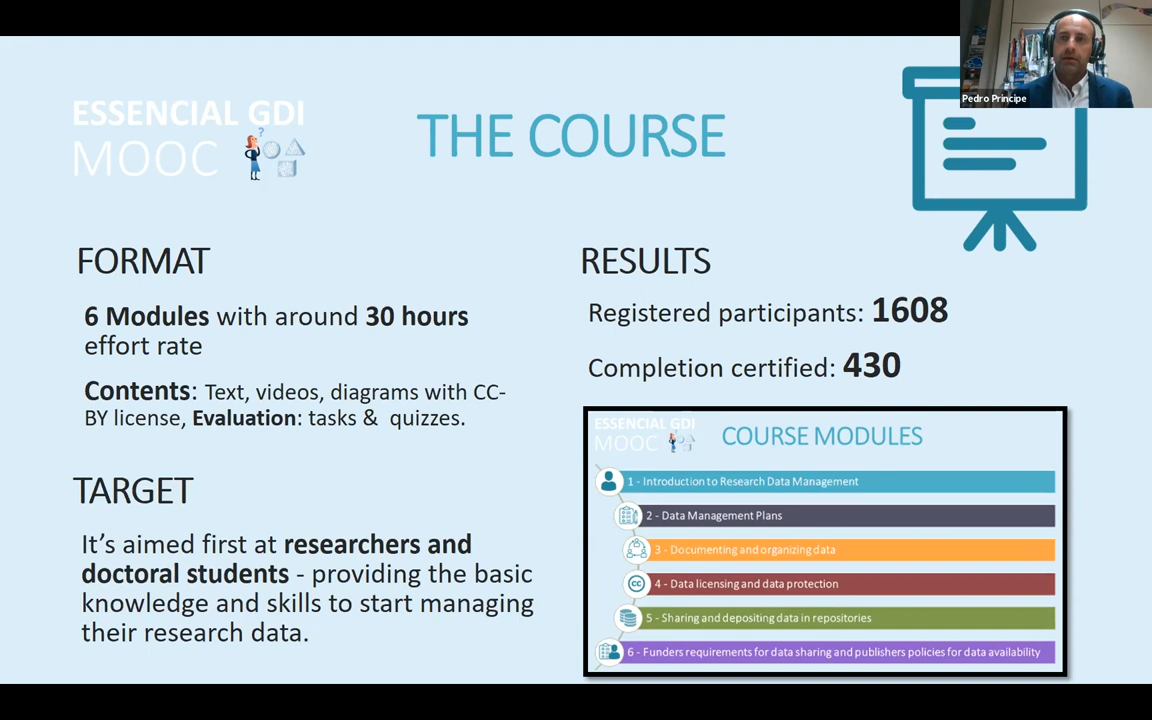 Pedro Principe
ESSENCIAL GDI
MOOC
?
THE COURSE
FORMAT
6 Modules with around 30 hours
effort rate
Contents: Text, videos, diagrams with CC-
BY license, Evaluation: tasks & quizzes.
TARGET
It's aimed first at researchers and
doctoral students - providing the basic
knowledge and skills to start managing
their research data.
RESULTS
Registered participants: 1608
Completion certified: 430
ESSENCIAL GDI
MOOC
COURSE MODULES
1 - Introduction to Research Data Management
2 - Data Management Plans
3 - Documenting and organizing data
cc
4 - Data licensing and data protection
5 - Sharing and depositing data in repositories
6 - Funders requirements for data sharing and publishers policies for data availability